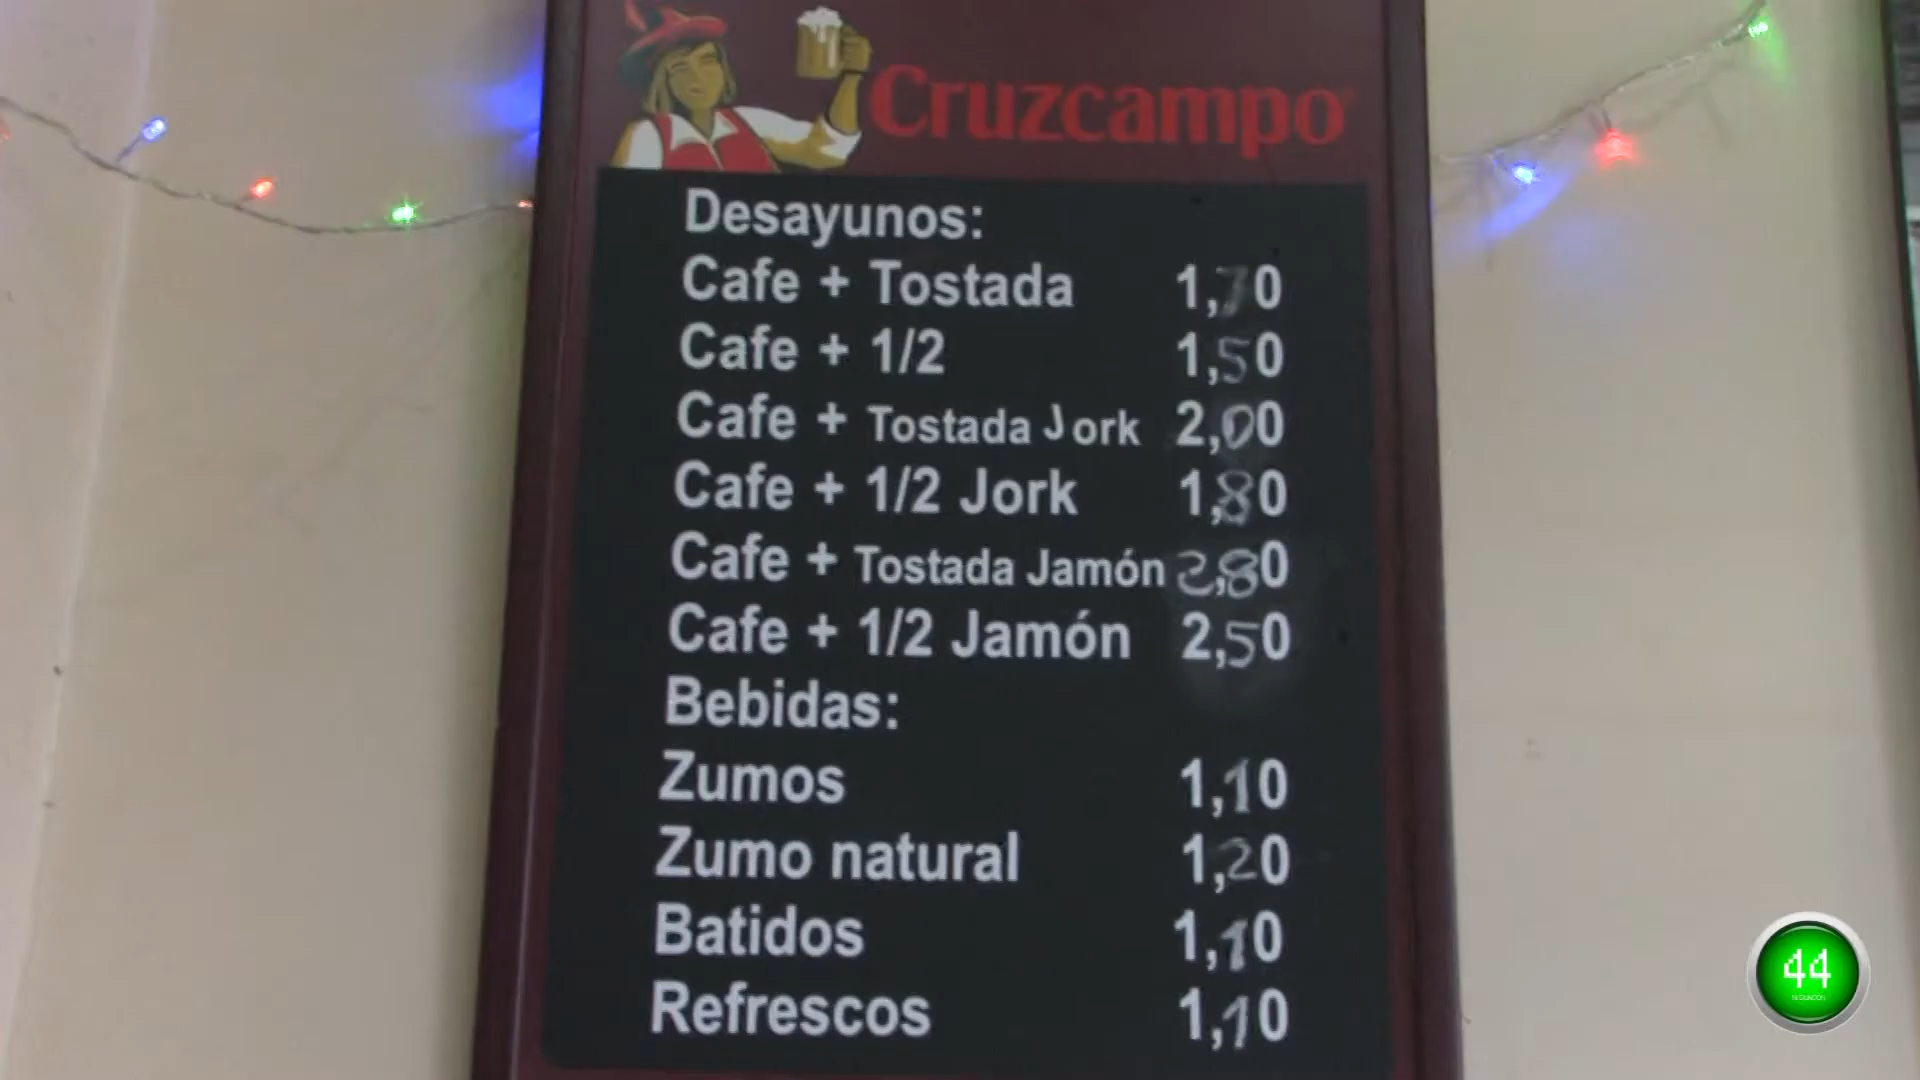 Cruzcampo
Desayunos:
Cafe + Tostada 1,70
Cafe + 1/2 1,50
Cafe + Tostada Jork 2,00
Cafe + 1/2 Jork 1,80
Cafe + Tostada Jamón 2,80
Cafe + 1/2 Jamón 2,50
Bebidas:
Zumos 1,10
Zumo natural 1,20
Batidos 1,10
Refrescos 1,10
44